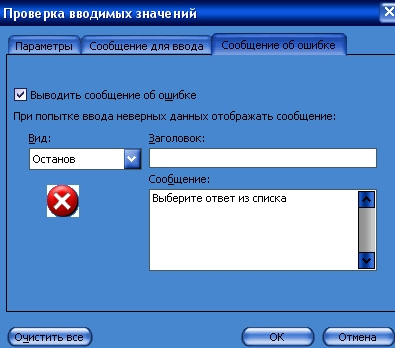 Проверка вводимых значений
Параметры Сообщение для ввода Сообщение об ошибке
Выводить сообщение об ошибке
При попытке ввода неверных данных отображать сообщение:
Вид: Заголовок:
Останов
Сообщение:
Выберите ответ из списка
Очистить все ОК Отмена